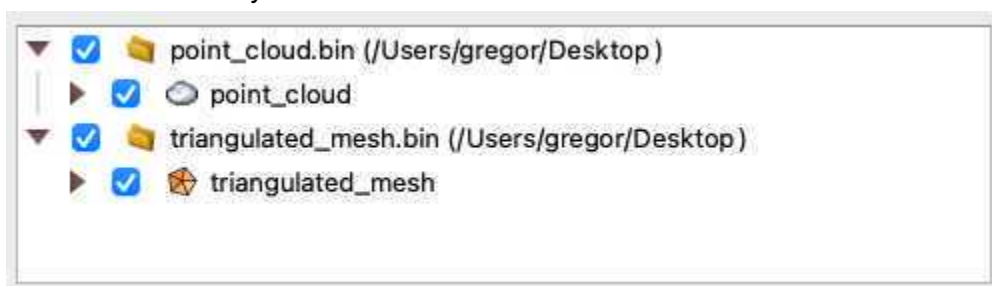 point_cloud.bin (/Users/gregor/Desktop)
point_cloud
triangulated_mesh.bin (/Users/gregor/Desktop)
triangulated_mesh